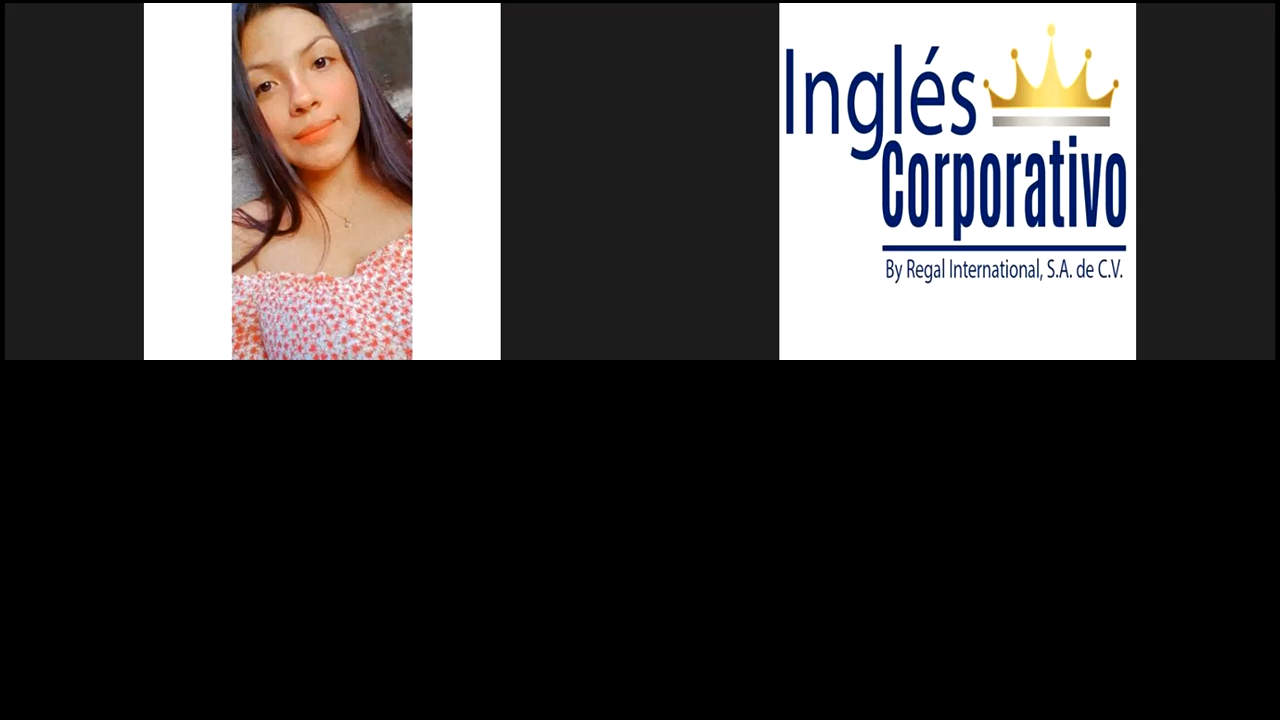 Inglés
Corporativo
By Regal International, S.A. de C.V.